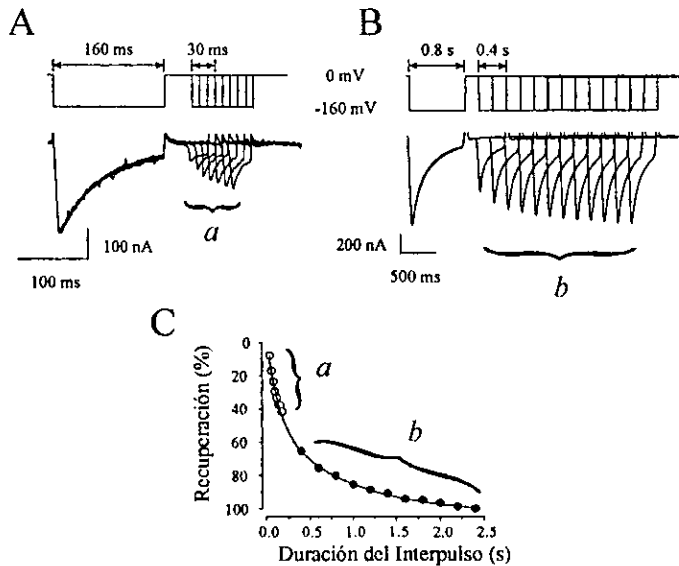 A
160 ms
30 ms
100 nA
100 ms
a
B
0.8 s
0.4 s
0 mV
-160 mV
200 nA
500 ms
b
C
Recuperación (%)
0
20
40
60
80
100
a
b
0.0
0.5
1.0
1.5
2.0
2.5
Duración del Interpulso (s)